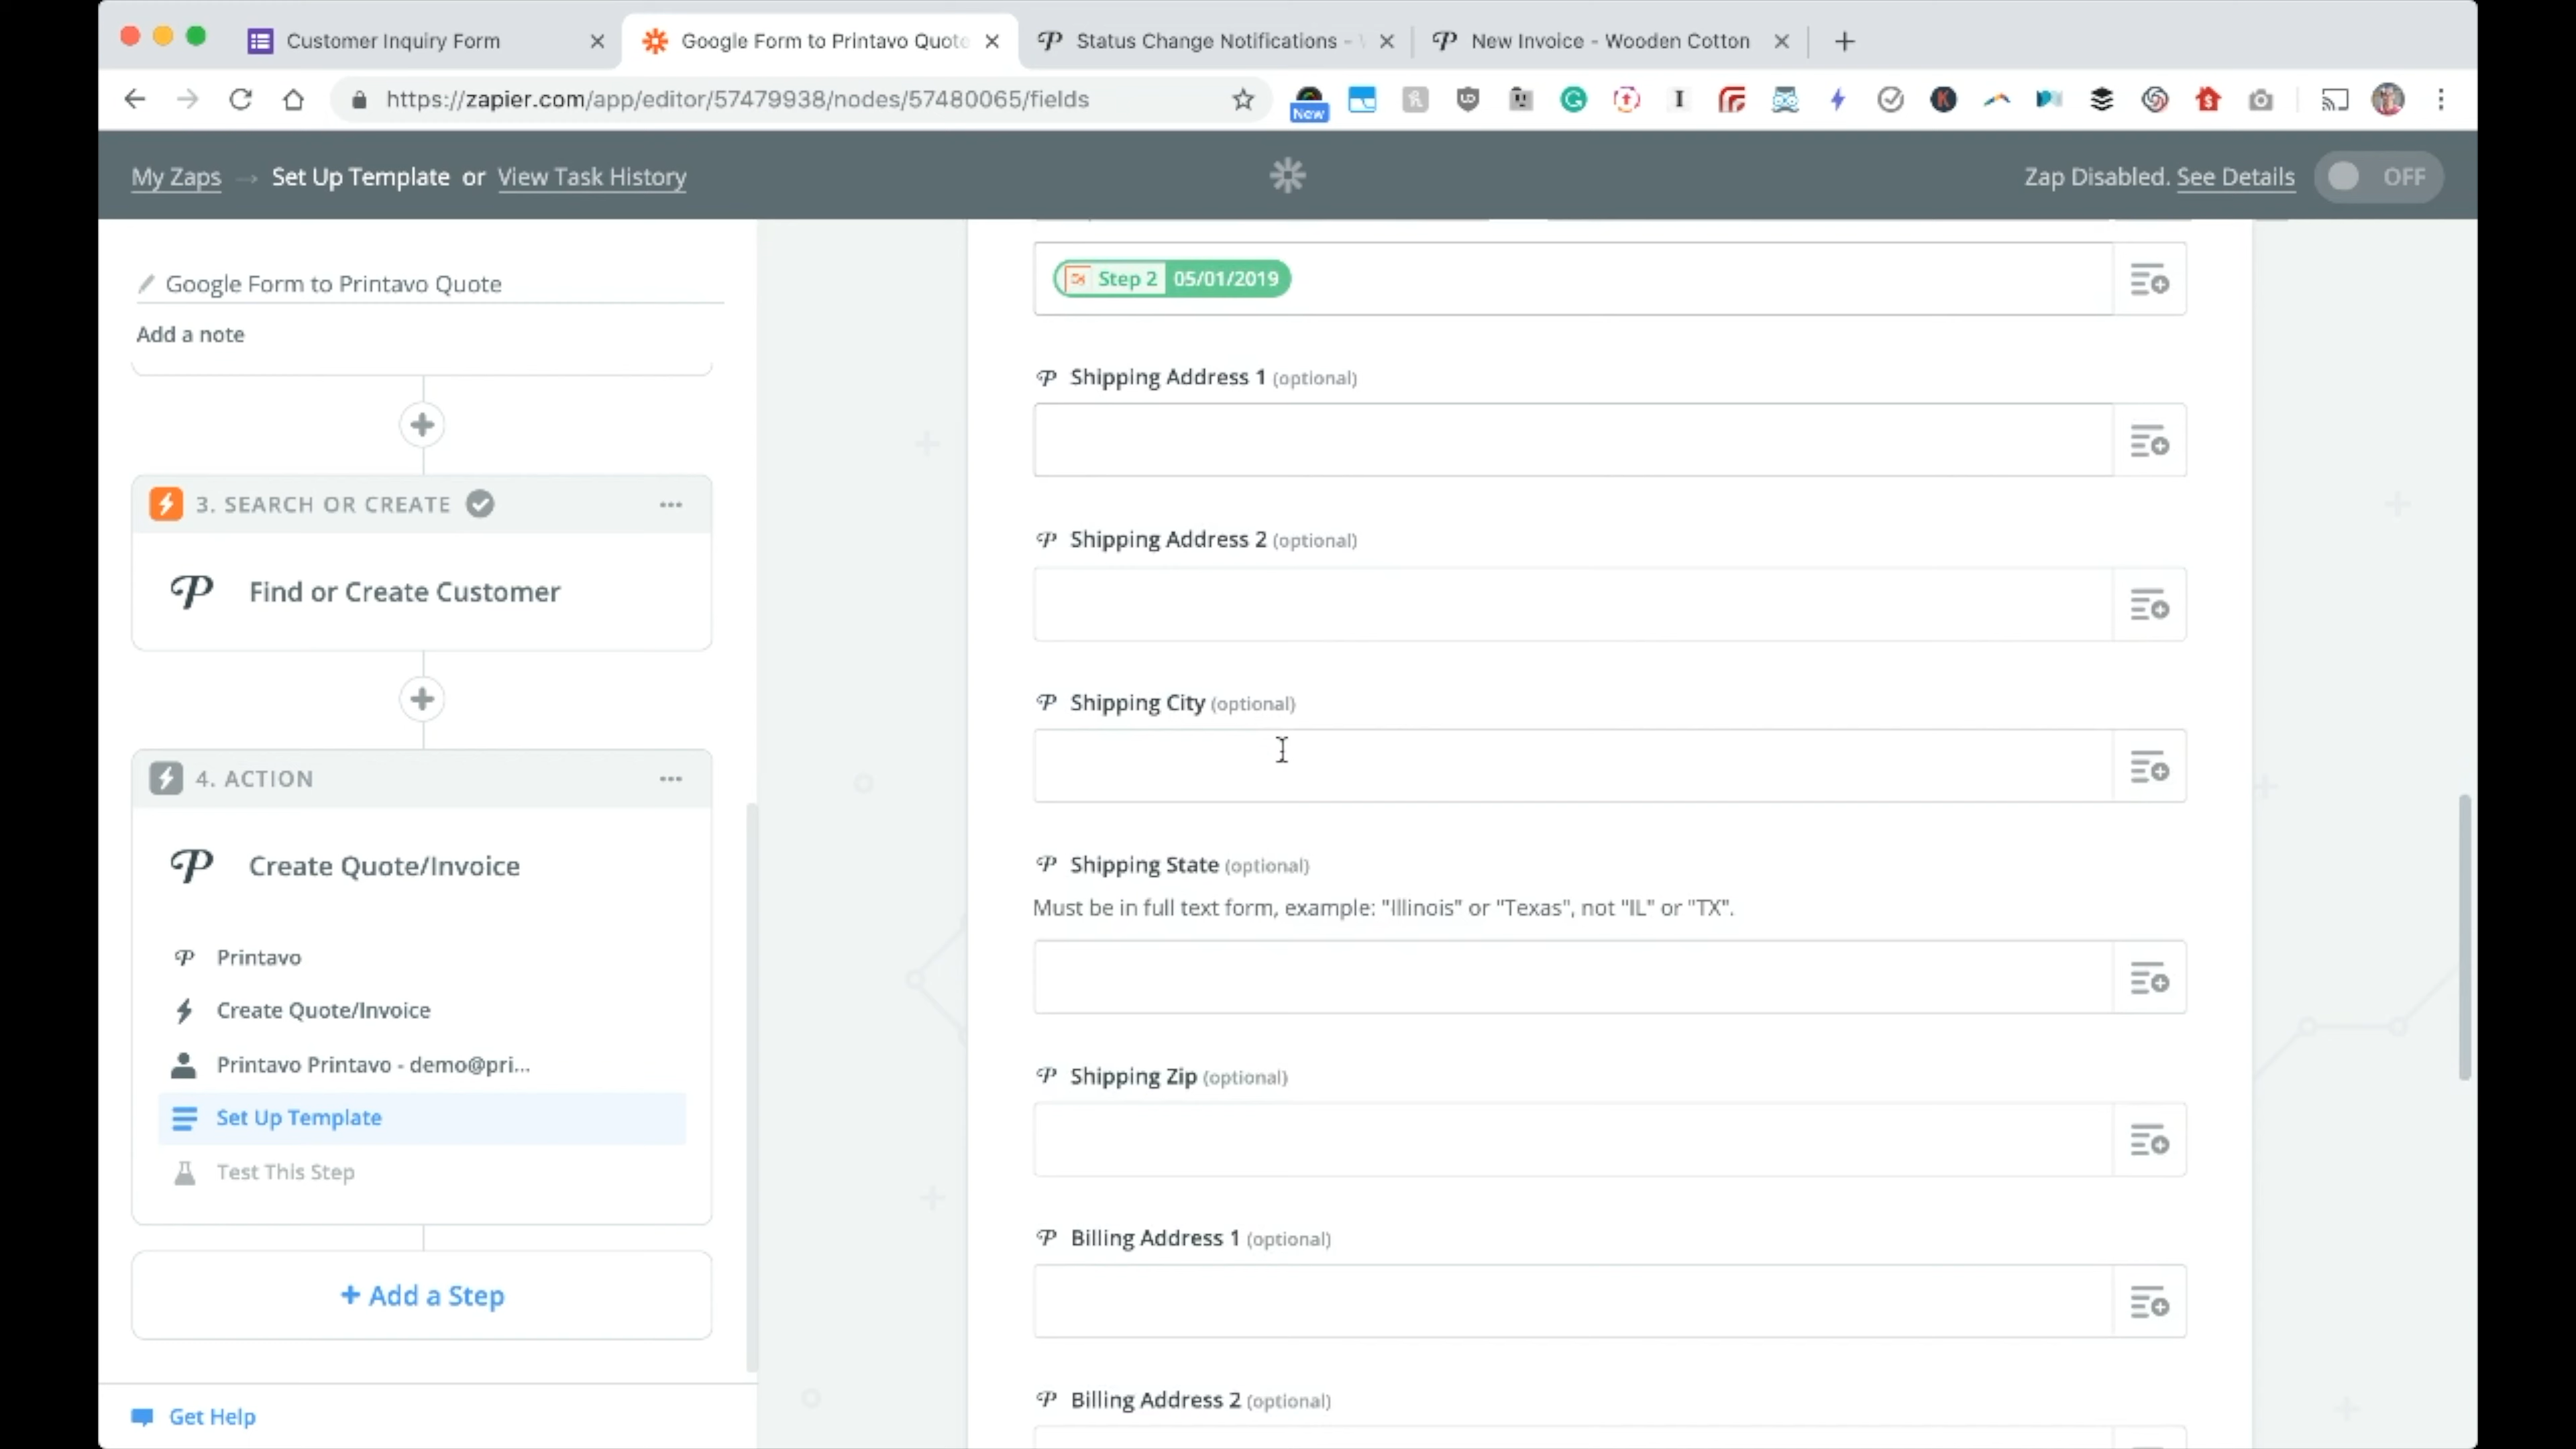 Customer Inquiry Form
Google Form to Printavo Quote
Status Change Notifications -
New Invoice - Wooden Cotton
https://zapier.com/app/editor/57479938/nodes/57480065/fields
New
My Zaps → Set Up Template or View Task History
Zap Disabled. See Details
OFF
Google Form to Printavo Quote
Add a note
3. SEARCH OR CREATE
Find or Create Customer
4. ACTION
Create Quote/Invoice
Printavo
Create Quote/Invoice
Printavo Printavo - demo@pri...
Set Up Template
Test This Step
+ Add a Step
Get Help
Step 2 05/01/2019
Shipping Address 1 (optional)
Shipping Address 2 (optional)
Shipping City (optional)
Shipping State (optional)
Must be in full text form, example: "Illinois" or "Texas", not "IL" or "TX".
Shipping Zip (optional)
Billing Address 1 (optional)
Billing Address 2 (optional)